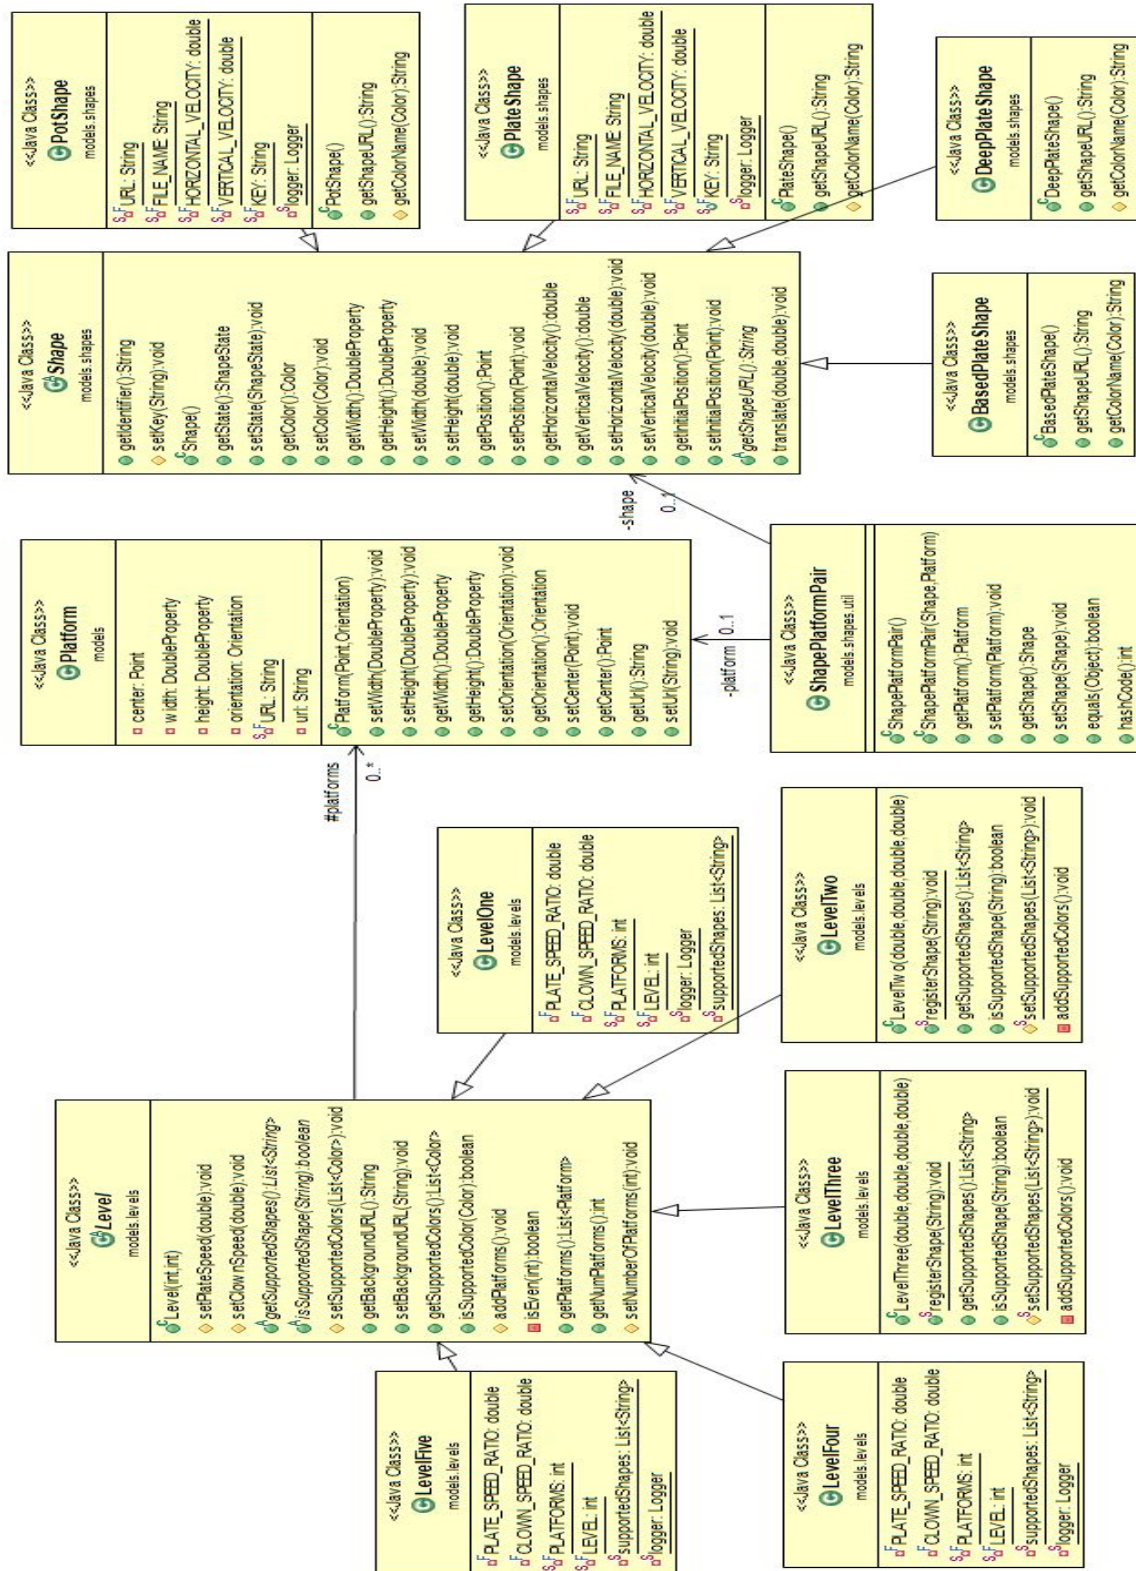 <<Java Class>>
Level
models.levels
Level(int,int)
setPlateSpeed(double):void
setClownSpeed(double):void
getSupportedShapes():List<String>
isSupportedShape(String):boolean
setSupportedColors(List<Color>):void
getBackgroundURL():String
setBackgroundURL(String):void
getSupportedColors():List<Color>
isSupportedColor(Color):boolean
addPlatforms():void
isEven(int):boolean
getPlatforms():List<Platform>
getNumPlatforms():int
setNumberOfPlatforms(int):void
#platforms
0..*
<<Java Class>>
Platform
models
center: Point
width: DoubleProperty
height: DoubleProperty
orientation: Orientation
URL: String
url: String
Platform(Point,Orientation)
setWidth(DoubleProperty):void
setHeight(DoubleProperty):void
getWidth():DoubleProperty
getHeight():DoubleProperty
setOrientation(Orientation):void
getOrientation():Orientation
setCenter(Point):void
getCenter():Point
getUrl():String
setUrl(String):void
<<Java Class>>
Shape
models.shapes
getIdentifier():String
setKey(String):void
Shape()
getState():ShapeState
setState(ShapeState):void
getColor():Color
setColor(Color):void
getWidth():DoubleProperty
getHeight():DoubleProperty
setWidth(double):void
setHeight(double):void
getPosition():Point
setPosition(Point):void
getHorizontalVelocity():double
getVerticalVelocity():double
setHorizontalVelocity(double):void
setVerticalVelocity(double):void
getInitialPosition():Point
setInitialPosition(Point):void
getShapeURL():String
translate(double,double):void
<<Java Class>>
PotShape
models.shapes
URL: String
FILE_NAME String
HORIZONTAL_VELOCITY: double
VERTICAL_VELOCITY: double
KEY: String
logger: Logger
PotShape()
getShapeURL():String
getColorName(Color):String
<<Java Class>>
LevelFive
models.levels
PLATE_SPEED_RATIO: double
CLOWN_SPEED_RATIO: double
PLATFORMS: int
LEVEL: int
supportedShapes: List<String>
logger: Logger
<<Java Class>>
LevelOne
models.levels
PLATE_SPEED_RATIO: double
CLOWN_SPEED_RATIO: double
PLATFORMS: int
LEVEL: int
logger: Logger
supportedShapes: List<String>
<<Java Class>>
PlateShape
models.shapes
URL: String
FILE_NAME String
HORIZONTAL_VELOCITY: double
VERTICAL_VELOCITY: double
KEY: String
logger: Logger
PlateShape()
getShapeURL():String
getColorName(Color):String
-shape
0..1
-platform
0..1
<<Java Class>>
LevelFour
models.levels
PLATE_SPEED_RATIO: double
CLOWN_SPEED_RATIO: double
PLATFORMS: int
LEVEL: int
supportedShapes: List<String>
logger: Logger
<<Java Class>>
LevelThree
models.levels
LevelThree(double,double,double,double)
registerShape(String):void
getSupportedShapes():List<String>
isSupportedShape(String):boolean
setSupportedShapes(List<String>):void
addSupportedColors():void
<<Java Class>>
LevelTwo
models.levels
LevelTwo(double,double,double,double)
registerShape(String):void
getSupportedShapes():List<String>
isSupportedShape(String):boolean
setSupportedShapes(List<String>):void
addSupportedColors():void
<<Java Class>>
ShapePlatformPair
models.shapes.util
ShapePlatformPair()
ShapePlatformPair(Shape,Platform)
getPlatform():Platform
setPlatform(Platform):void
getShape():Shape
setShape(Shape):void
equals(Object):boolean
hashCode():int
<<Java Class>>
BasedPlateShape
models.shapes
BasedPlateShape()
getShapeURL():String
getColorName(Color):String
<<Java Class>>
DeepPlateShape
models.shapes
DeepPlateShape()
getShapeURL():String
getColorName(Color):String